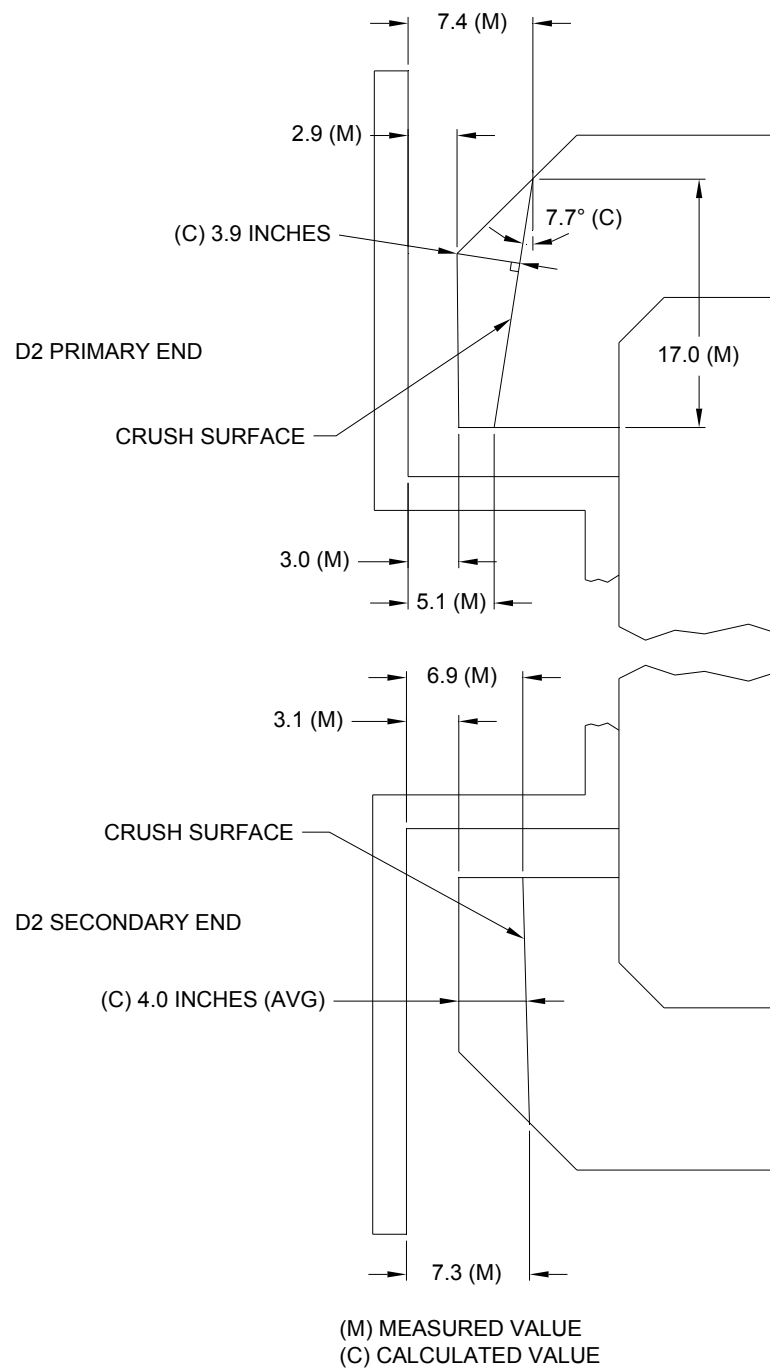 7.4 (M)
2.9 (M)
7.7° (C)
(C) 3.9 INCHES
D2 PRIMARY END
17.0 (M)
CRUSH SURFACE
3.0 (M)
5.1 (M)
6.9 (M)
3.1 (M)
CRUSH SURFACE
D2 SECONDARY END
(C) 4.0 INCHES (AVG)
7.3 (M)
(M) MEASURED VALUE
(C) CALCULATED VALUE